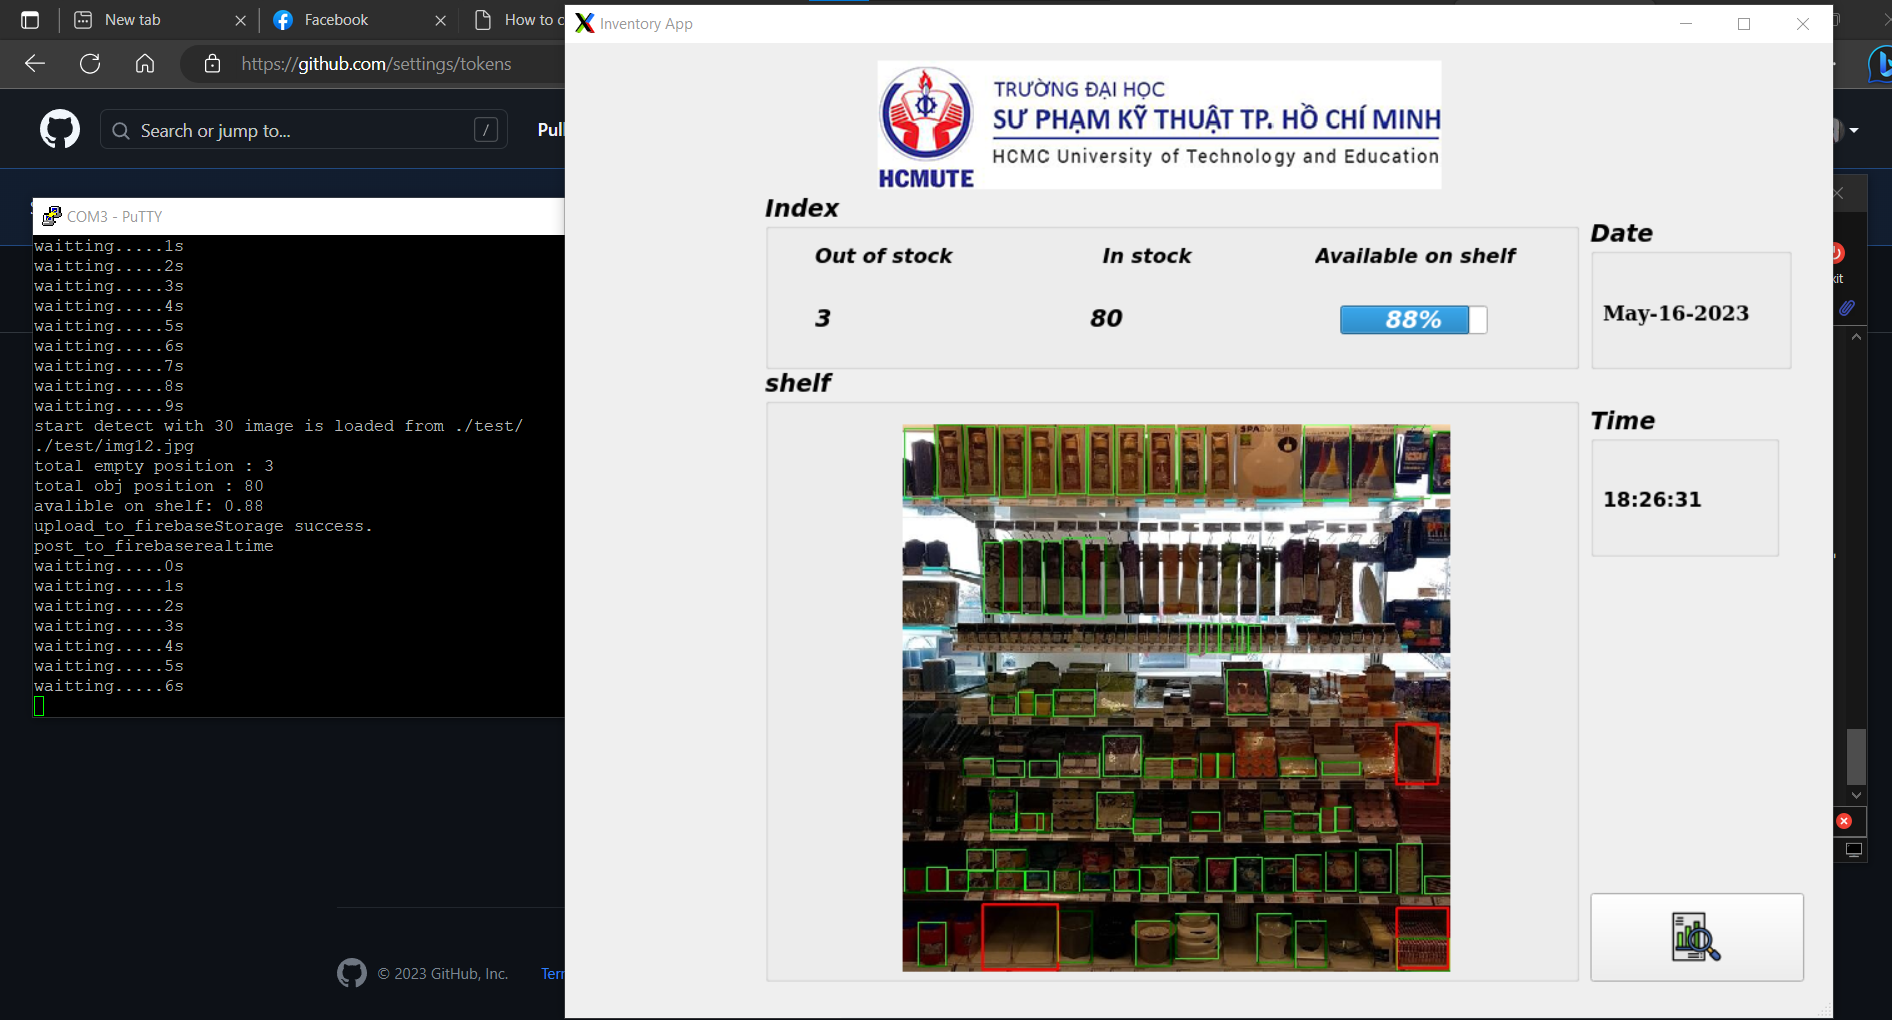 New tab
Facebook
How to c
https://github.com/settings/tokens
Search or jump to...
/
Pull
COM3 - PuTTY
waitting.....1s
waitting.....2s
waitting.....3s
waitting.....4s
waitting.....5s
waitting.....6s
waitting.....7s
waitting.....8s
waitting.....9s
start detect with 30 image is loaded from ./test/
./test/img12.jpg
total empty position : 3
total obj position : 80
avalible on shelf: 0.88
upload_to_firebaseStorage success.
post_to_firebaserealtime
waitting.....0s
waitting.....1s
waitting.....2s
waitting.....3s
waitting.....4s
waitting.....5s
waitting.....6s
© 2023 GitHub, Inc.
Terr
Inventory App
TRƯỜNG ĐẠI HỌC
SƯ PHẠM KỸ THUẬT TP. HỒ CHÍ MINH
HCMC University of Technology and Education
HCMUTE
Index
Out of stock
In stock
Available on shelf
3
80
88%
Date
May-16-2023
shelf
Time
18:26:31
SPA
xit